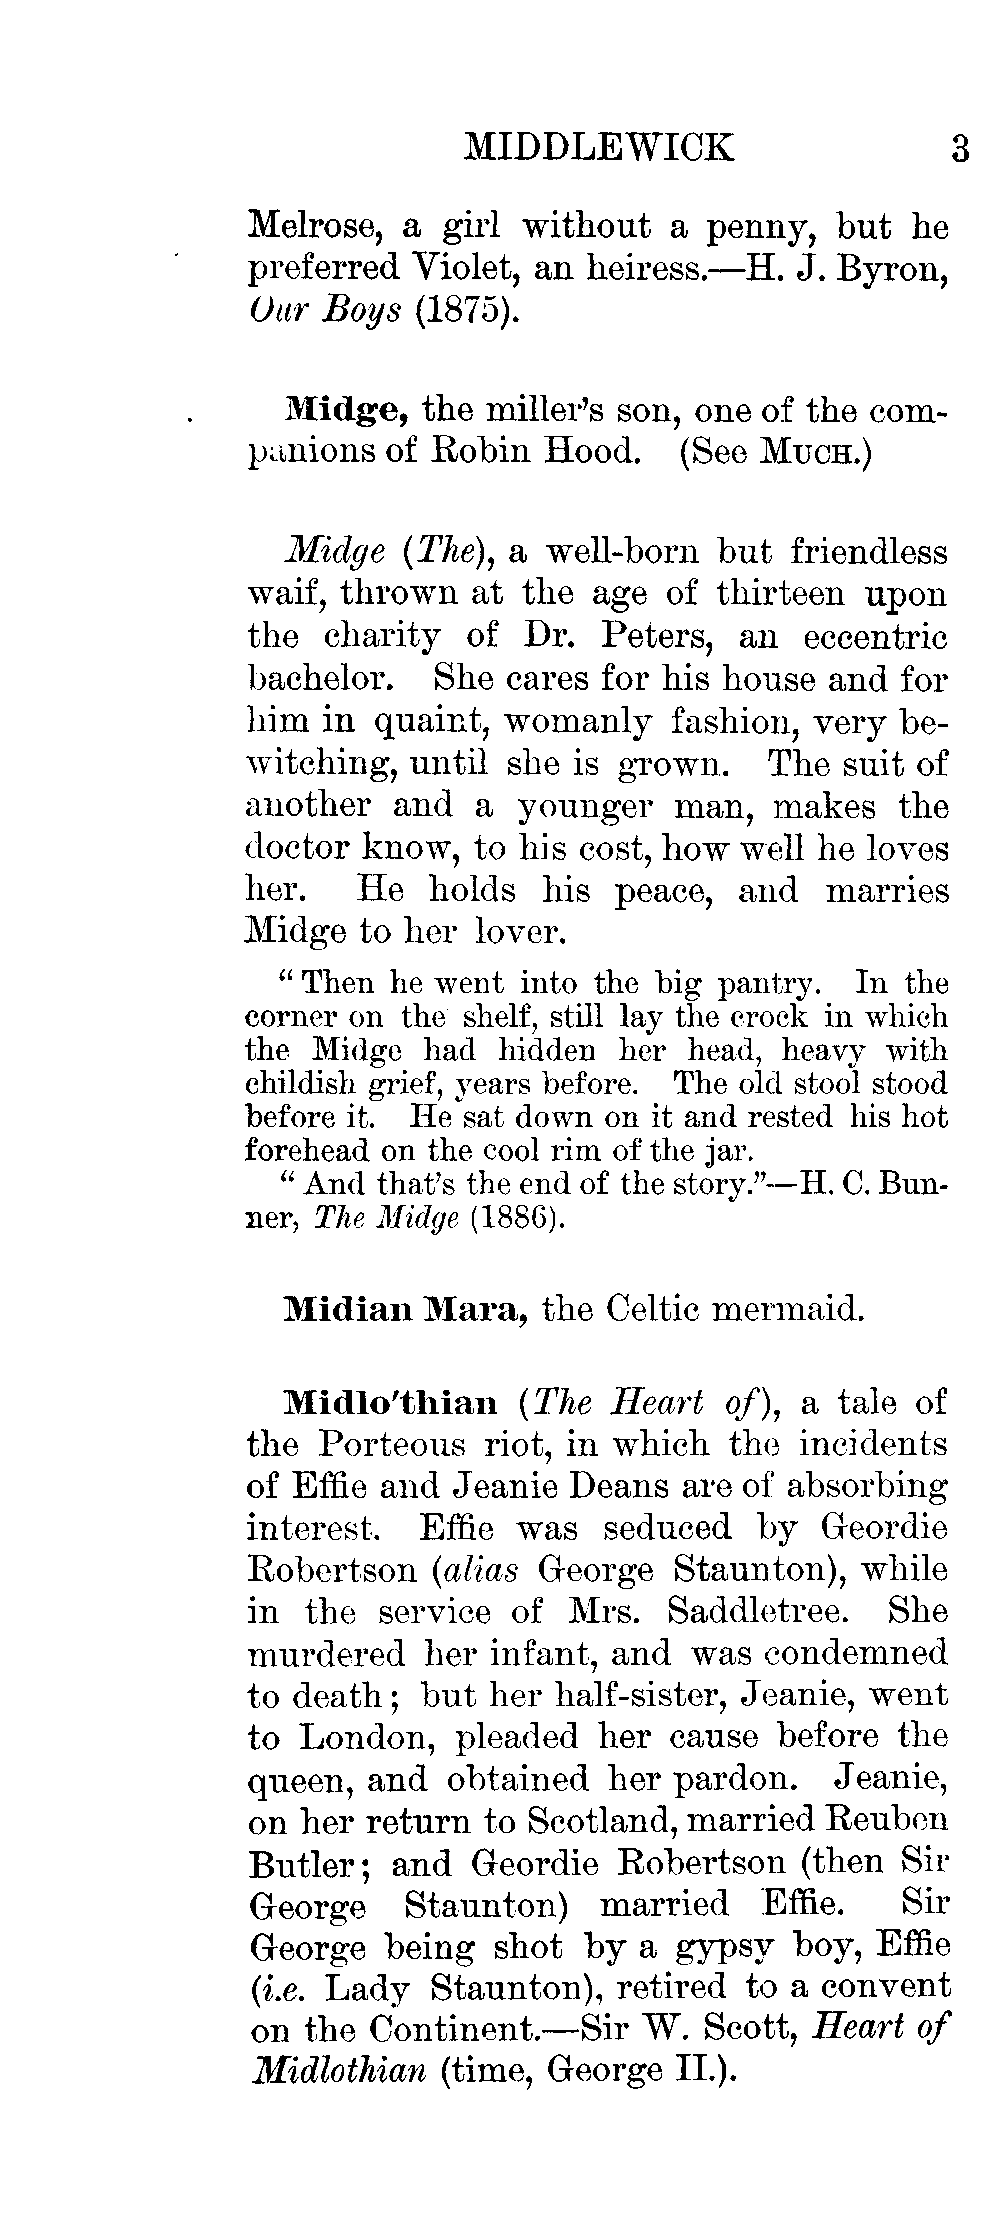 MIDDLEWICK 3
Melrose, a girl without a penny, but he
preferred Violet, an heiress.—H. J. Byron,
Our Boys (1875).
Midge, the miller's son, one of the com-
panions of Robin Hood. (See MUCH.)
Midge (The), a well-born but friendless
waif, thrown at the age of thirteen upon
the charity of Dr. Peters, an eccentric
bachelor. She cares for his house and for
him in quaint, womanly fashion, very be-
witching, until she is grown. The suit of
another and a younger man, makes the
doctor know, to his cost, how well he loves
her. He holds his peace, and marries
Midge to her lover.
“Then he went into the big pantry. In the
corner on the shelf, still lay the crock in which
the Midge had hidden her head, heavy with
childish grief, years before. The old stool stood
before it. He sat down on it and rested his hot
forehead on the cool rim of the jar.
“And that's the end of the story.”—H. C. Bun-
ner, The Midge (1886).
Midian Mara, the Celtic mermaid.
Midlo'thian (The Heart of), a tale of
the Porteous riot, in which the incidents
of Effie and Jeanie Deans are of absorbing
interest. Effie was seduced by Geordie
Robertson (alias George Staunton), while
in the service of Mrs. Saddletree. She
murdered her infant, and was condemned
to death; but her half-sister, Jeanie, went
to London, pleaded her cause before the
queen, and obtained her pardon. Jeanie,
on her return to Scotland, married Reuben
Butler; and Geordie Robertson (then Sir
George Staunton) married Effie. Sir
George being shot by a gypsy boy, Effie
(i.e. Lady Staunton), retired to a convent
on the Continent.—Sir W. Scott, Heart of
Midlothian (time, George II.).